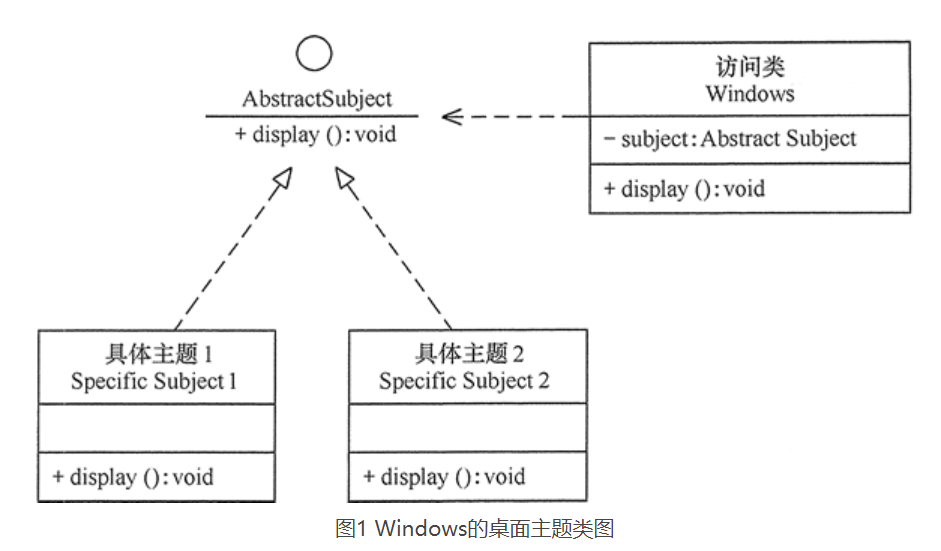 AbstractSubject
+ display ():void
访问类
Windows
- subject:Abstract Subject
+ display ():void
具体主题1
Specific Subject 1
+ display ():void
具体主题2
Specific Subject 2
+ display ():void
图1 Windows的桌面主题类图